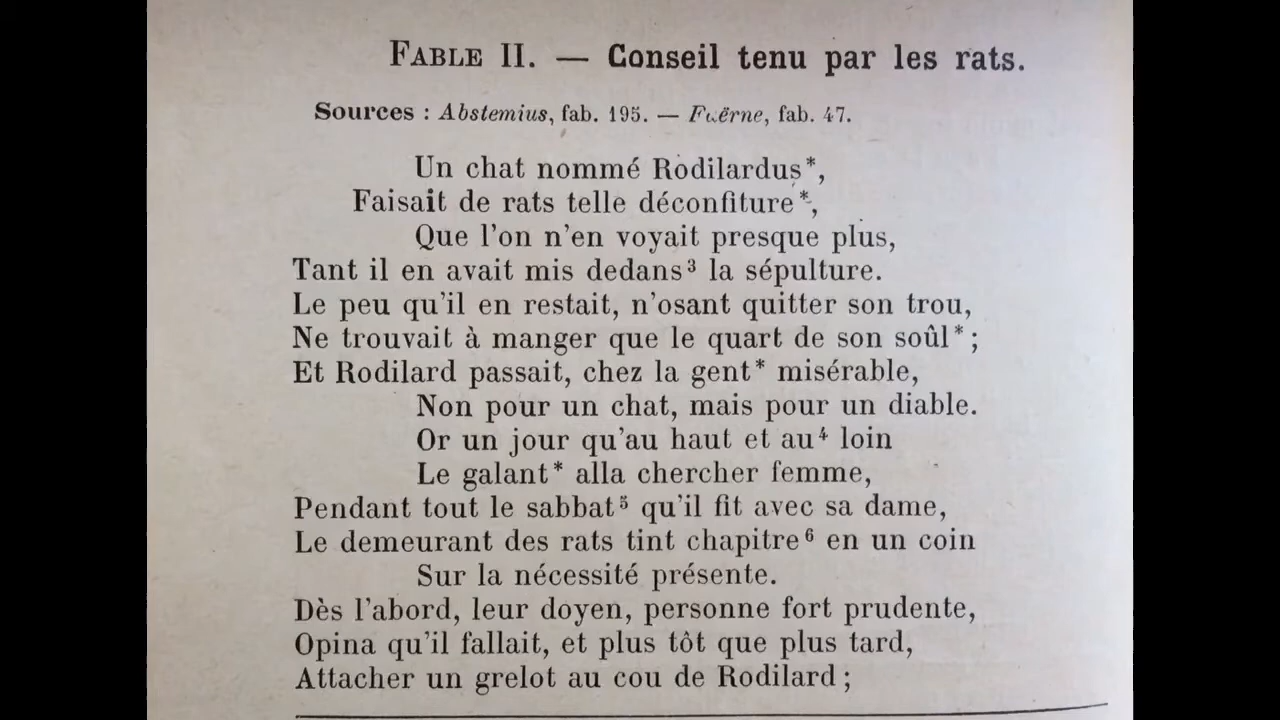 FABLE II. — Conseil tenu par les rats.
Sources : Abstemius, fab. 195. — Faërne, fab. 47.
Un chat nommé Rodilardus*,
Faisait de rats telle déconfiture*,
Que l'on n'en voyait presque plus,
Tant il en avait mis dedans³ la sépulture.
Le peu qu'il en restait, n'osant quitter son trou,
Ne trouvait à manger que le quart de son soûl* ;
Et Rodilard passait, chez la gent* misérable,
Non pour un chat, mais pour un diable.
Or un jour qu'au haut et au⁴ loin
Le galant* alla chercher femme,
Pendant tout le sabbat⁵ qu'il fit avec sa dame,
Le demeurant des rats tint chapitre⁶ en un coin
Sur la nécessité présente.
Dès l'abord, leur doyen, personne fort prudente,
Opina qu'il fallait, et plus tôt que plus tard,
Attacher un grelot au cou de Rodilard ;